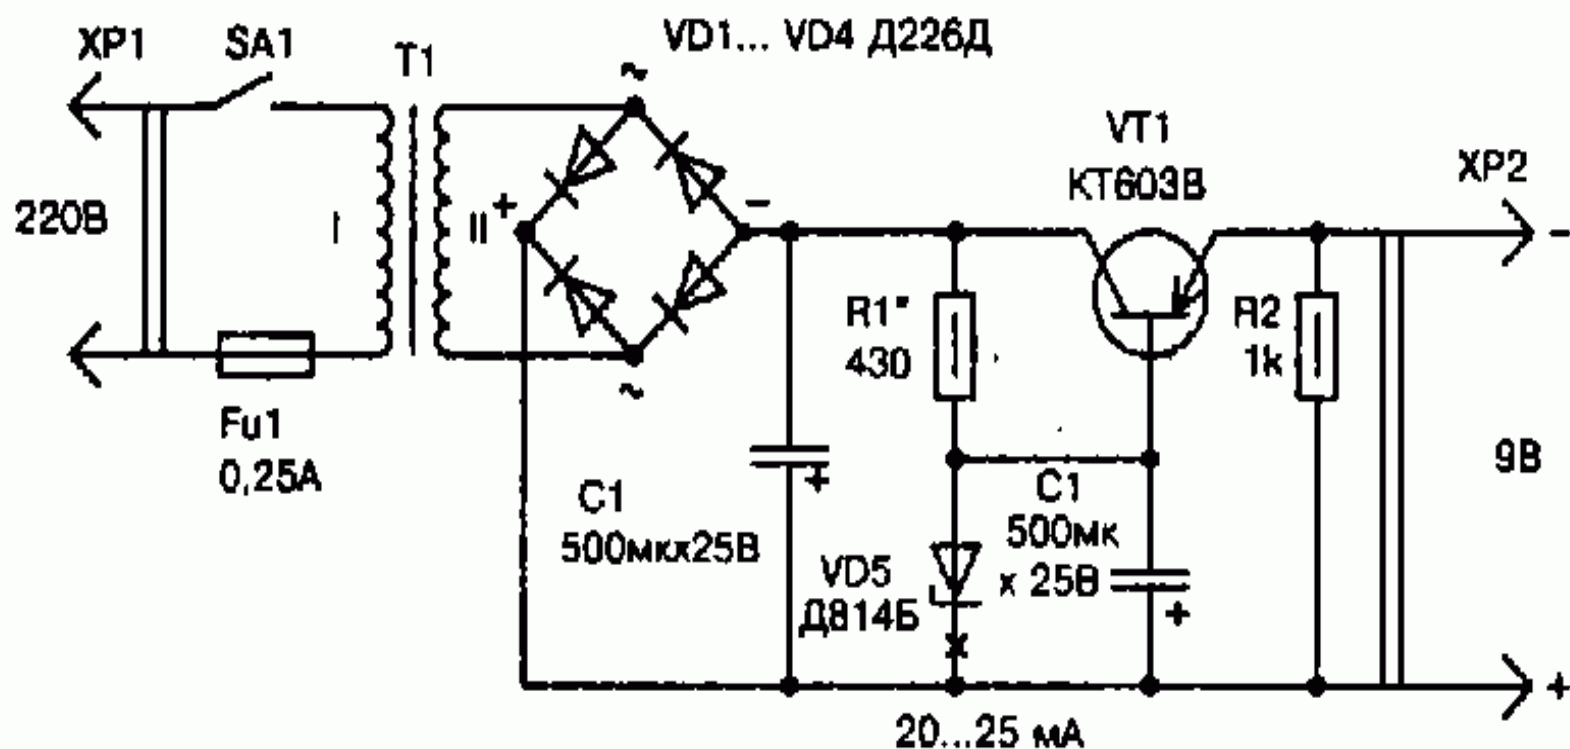 XP1
SA1
T1
VD1... VD4 Д226Д
~
VT1
КТ603В
XP2
220В
I
II
+
-
-
R1*
430
R2
1k
~
Fu1
0,25А
+
9В
C1
500мкх25В
C1
500мк
х 25В
VD5
Д814Б
+
x
+
20...25 мА